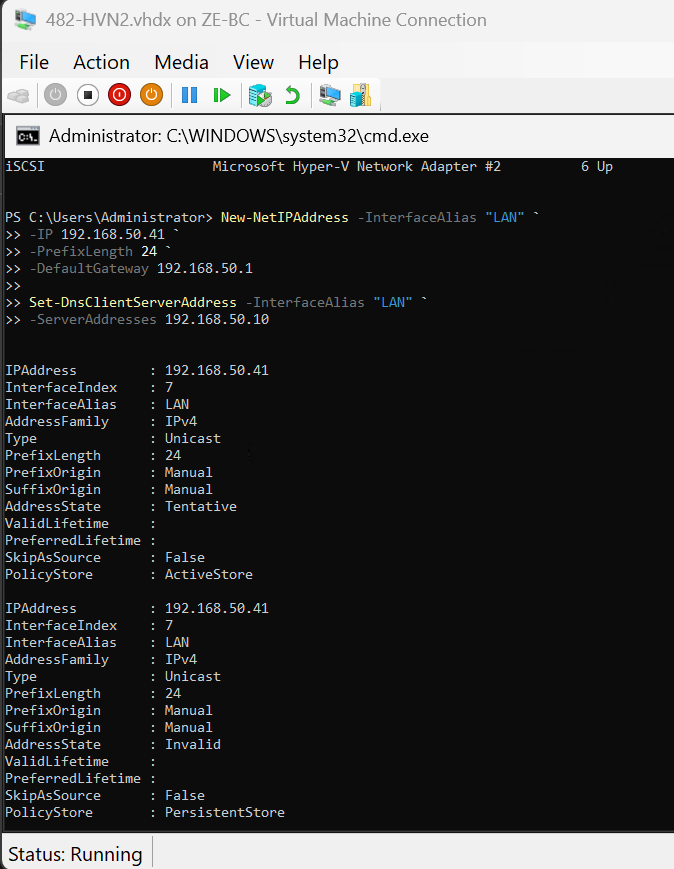 482-HVN2.vhdx on ZE-BC - Virtual Machine Connection
File Action Media View Help
Administrator: C:\WINDOWS\system32\cmd.exe
iSCSI Microsoft Hyper-V Network Adapter #2 6 Up
PS C:\Users\Administrator> New-NetIPAddress -InterfaceAlias "LAN" `
>> -IP 192.168.50.41 `
>> -PrefixLength 24 `
>> -DefaultGateway 192.168.50.1
>>
>> Set-DnsClientServerAddress -InterfaceAlias "LAN" `
>> -ServerAddresses 192.168.50.10
IPAddress : 192.168.50.41
InterfaceIndex : 7
InterfaceAlias : LAN
AddressFamily : IPv4
Type : Unicast
PrefixLength : 24
PrefixOrigin : Manual
SuffixOrigin : Manual
AddressState : Tentative
ValidLifetime :
PreferredLifetime :
SkipAsSource : False
PolicyStore : ActiveStore
IPAddress : 192.168.50.41
InterfaceIndex : 7
InterfaceAlias : LAN
AddressFamily : IPv4
Type : Unicast
PrefixLength : 24
PrefixOrigin : Manual
SuffixOrigin : Manual
AddressState : Invalid
ValidLifetime :
PreferredLifetime :
SkipAsSource : False
PolicyStore : PersistentStore
Status: Running